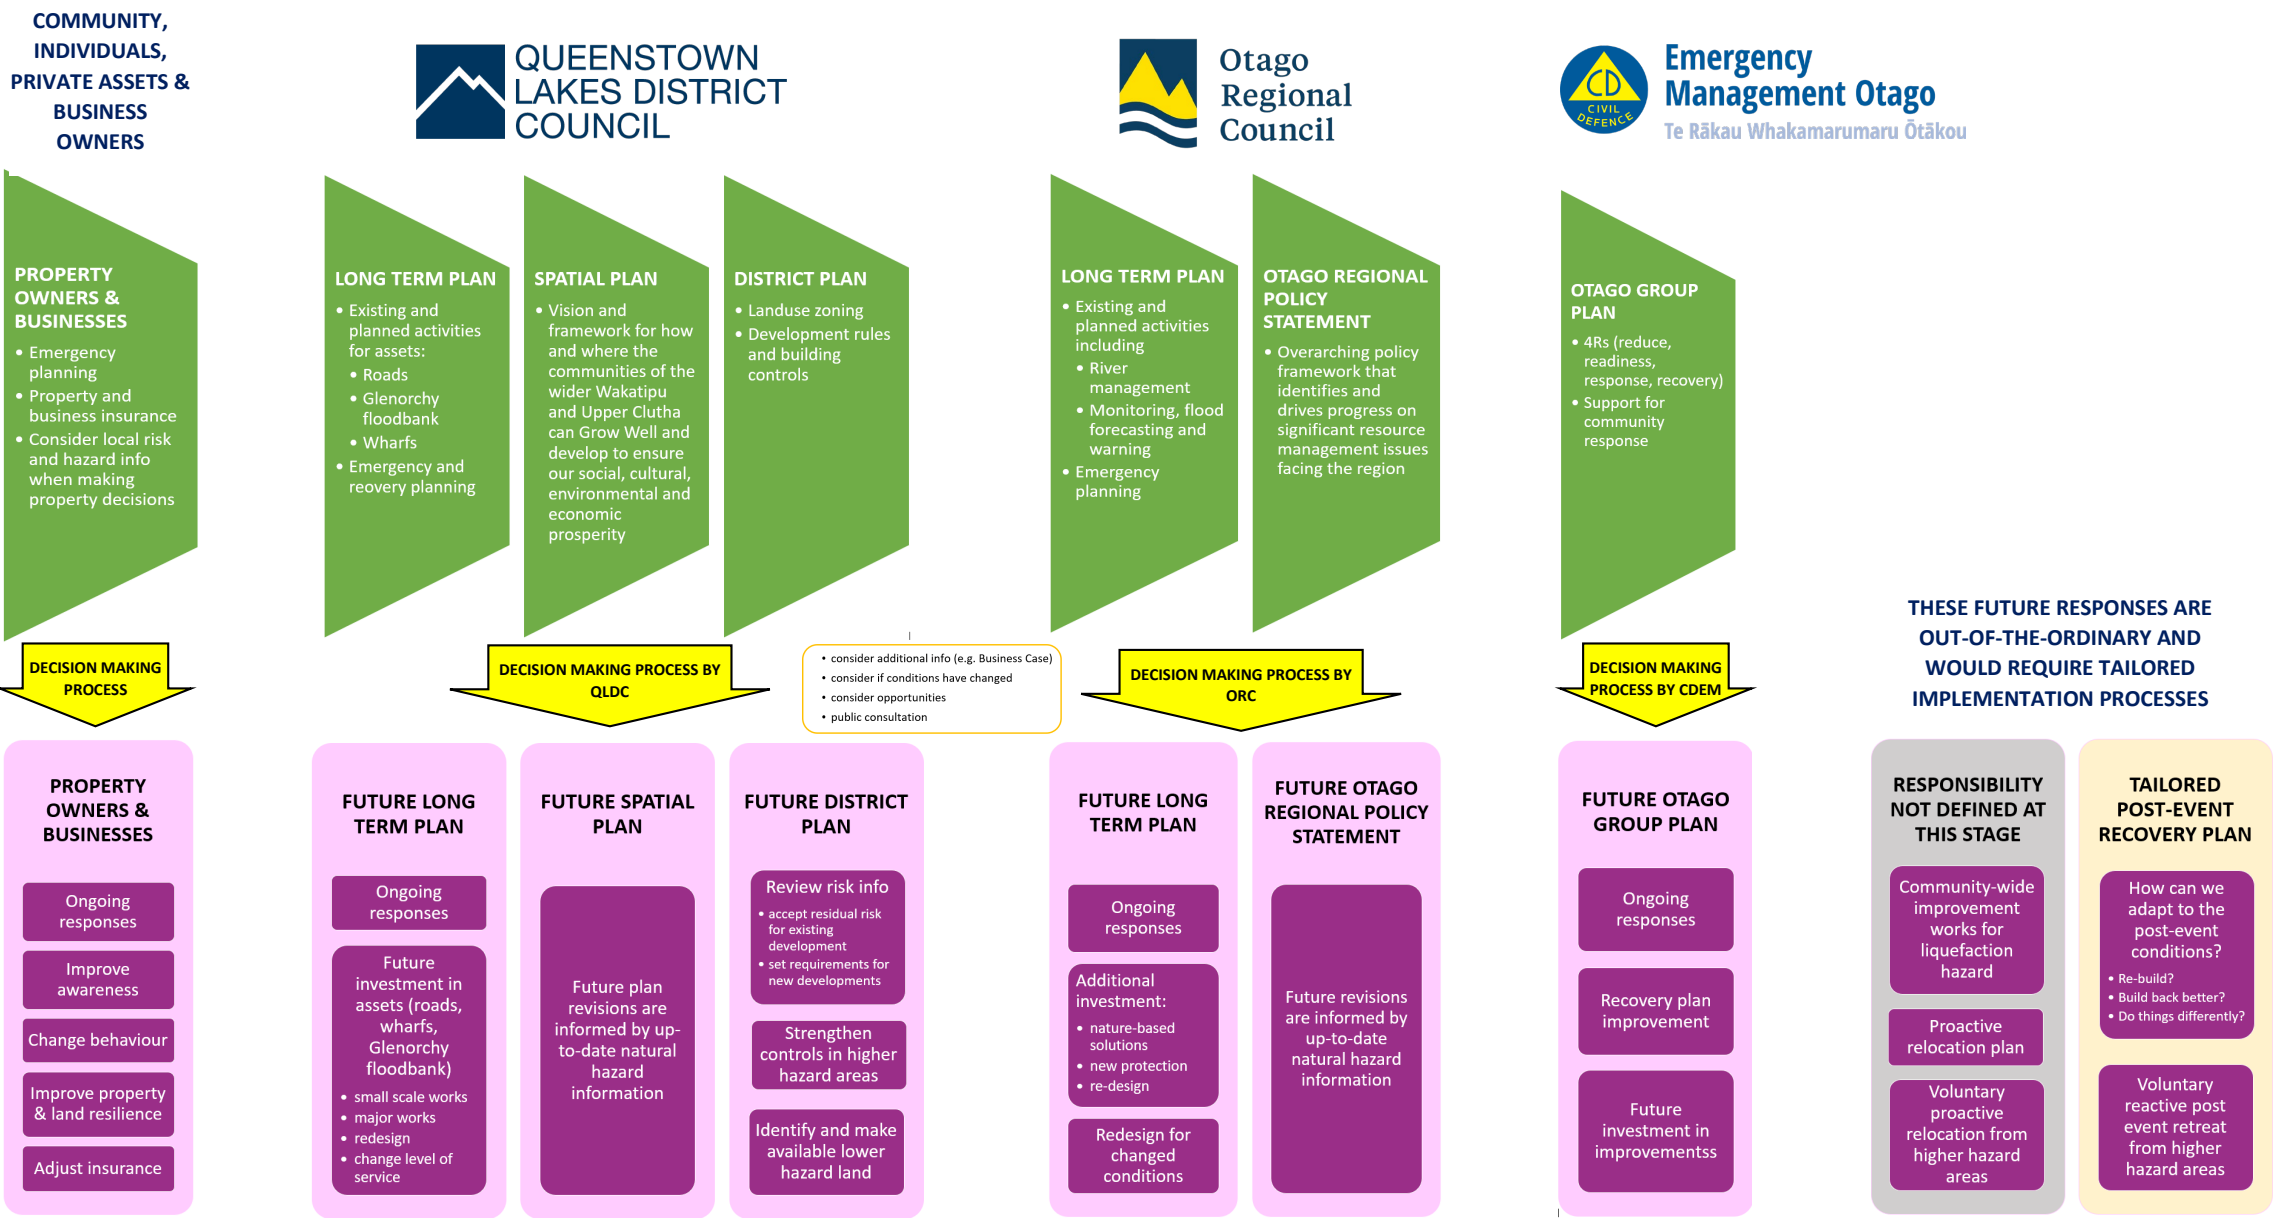 COMMUNITY,
INDIVIDUALS,
PRIVATE ASSETS &
BUSINESS
OWNERS
QUEENSTOWN
LAKES DISTRICT
COUNCIL
Otago
Regional
Council
CD
CIVIL
DEFENCE
Emergency
Management Otago
Te Rākau Whakamarumaru Ōtākou
PROPERTY
OWNERS &
BUSINESSES
• Emergency
planning
• Property and
business insurance
• Consider local risk
and hazard info
when making
property decisions
LONG TERM PLAN
• Existing and
planned activities
for assets:
• Roads
• Glenorchy
floodbank
• Wharfs
• Emergency and
reovery planning
SPATIAL PLAN
• Vision and
framework for how
and where the
communities of the
wider Wakatipu
and Upper Clutha
can Grow Well and
develop to ensure
our social, cultural,
environmental and
economic
prosperity
DISTRICT PLAN
• Landuse zoning
• Development rules
and building
controls
LONG TERM PLAN
• Existing and
planned activities
including
• River
management
• Monitoring, flood
forecasting and
warning
• Emergency
planning
OTAGO REGIONAL
POLICY
STATEMENT
• Overarching policy
framework that
identifies and
drives progress on
significant resource
management issues
facing the region
OTAGO GROUP
PLAN
• 4Rs (reduce,
readiness,
response, recovery)
• Support for
community
response
DECISION MAKING
PROCESS
DECISION MAKING PROCESS BY
QLDC
• consider additional info (e.g. Business Case)
• consider if conditions have changed
• consider opportunities
• public consultation
DECISION MAKING PROCESS BY
ORC
DECISION MAKING
PROCESS BY CDEM
THESE FUTURE RESPONSES ARE
OUT-OF-THE-ORDINARY AND
WOULD REQUIRE TAILORED
IMPLEMENTATION PROCESSES
PROPERTY
OWNERS &
BUSINESSES
Ongoing
responses
Improve
awareness
Change behaviour
Improve property
& land resilience
Adjust insurance
FUTURE LONG
TERM PLAN
Ongoing
responses
Future
investment in
assets (roads,
wharfs,
Glenorchy
floodbank)
• small scale works
• major works
• redesign
• change level of
service
FUTURE SPATIAL
PLAN
Future plan
revisions are
informed by up-
to-date natural
hazard
information
FUTURE DISTRICT
PLAN
Review risk info
• accept residual risk
for existing
development
• set requirements for
new developments
Strengthen
controls in higher
hazard areas
Identify and make
available lower
hazard land
FUTURE LONG
TERM PLAN
Ongoing
responses
Additional
investment:
• nature-based
solutions
• new protection
• re-design
Redesign for
changed
conditions
FUTURE OTAGO
REGIONAL POLICY
STATEMENT
Future revisions
are informed by
up-to-date
natural hazard
information
FUTURE OTAGO
GROUP PLAN
Ongoing
responses
Recovery plan
improvement
Future
investment in
improvementss
RESPONSIBILITY
NOT DEFINED AT
THIS STAGE
Community-wide
improvement
works for
liquefaction
hazard
Proactive
relocation plan
Voluntary
proactive
relocation from
higher hazard
areas
TAILORED
POST-EVENT
RECOVERY PLAN
How can we
adapt to the
post-event
conditions?
• Re-build?
• Build back better?
• Do things differently?
Voluntary
reactive post
event retreat
from higher
hazard areas